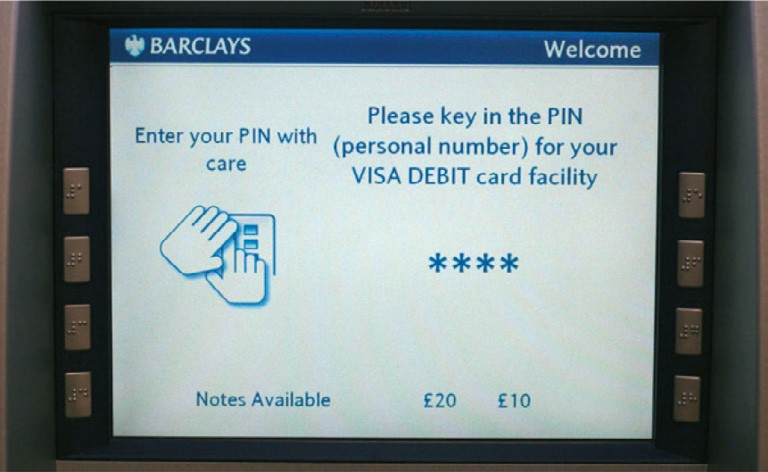 BARCLAYS
Welcome
Enter your PIN with
care
Please key in the PIN
(personal number) for your
VISA DEBIT card facility
****
Notes Available £20 £10